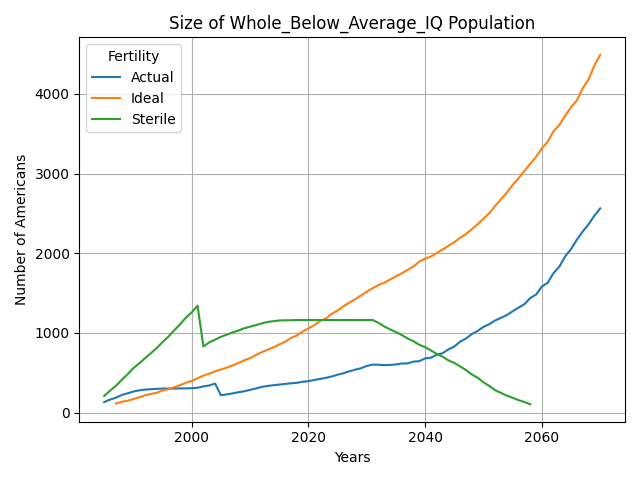 Size of Whole_Below_Average_IQ Population
Fertility
Actual
Ideal
Sterile
Number of Americans
4000
3000
2000
1000
0
2000
2020
2040
2060
Years